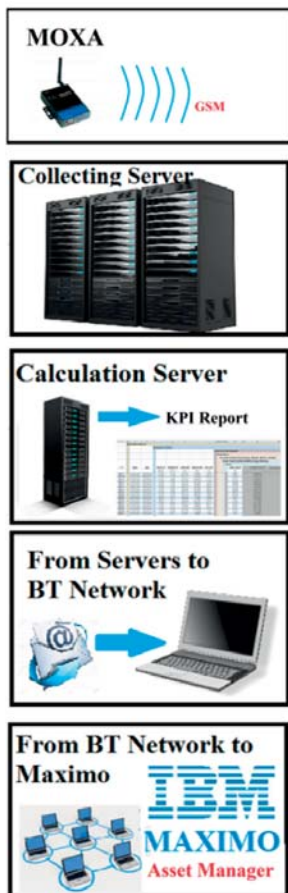 MOXA
GSM
Collecting Server
Calculation Server
KPI Report
From Servers to
BT Network
@
From BT Network to
Maximo
IBM
MAXIMO
Asset Manager